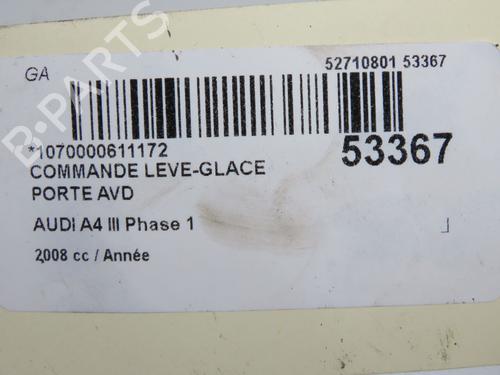 GA
52710801 53367
*1070000611172
53367
COMMANDE LEVE-GLACE
PORTE AVD
AUDI A4 III Phase 1
2008 cc / Année
B-PARTS